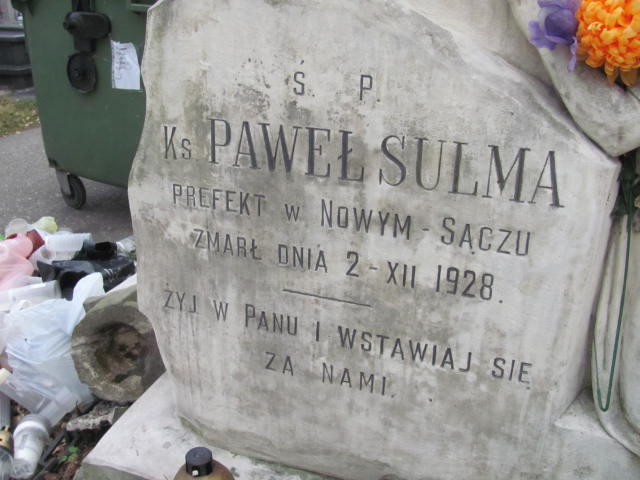 Ś. P.
Ks PAWEŁ SULMA
PREFEKT W NOWYM-SĄCZU
ZMARŁ DNIA 2-XII 1928.
ŻYJ W PANU I WSTAWIAJ SIĘ
ZA NAMI.